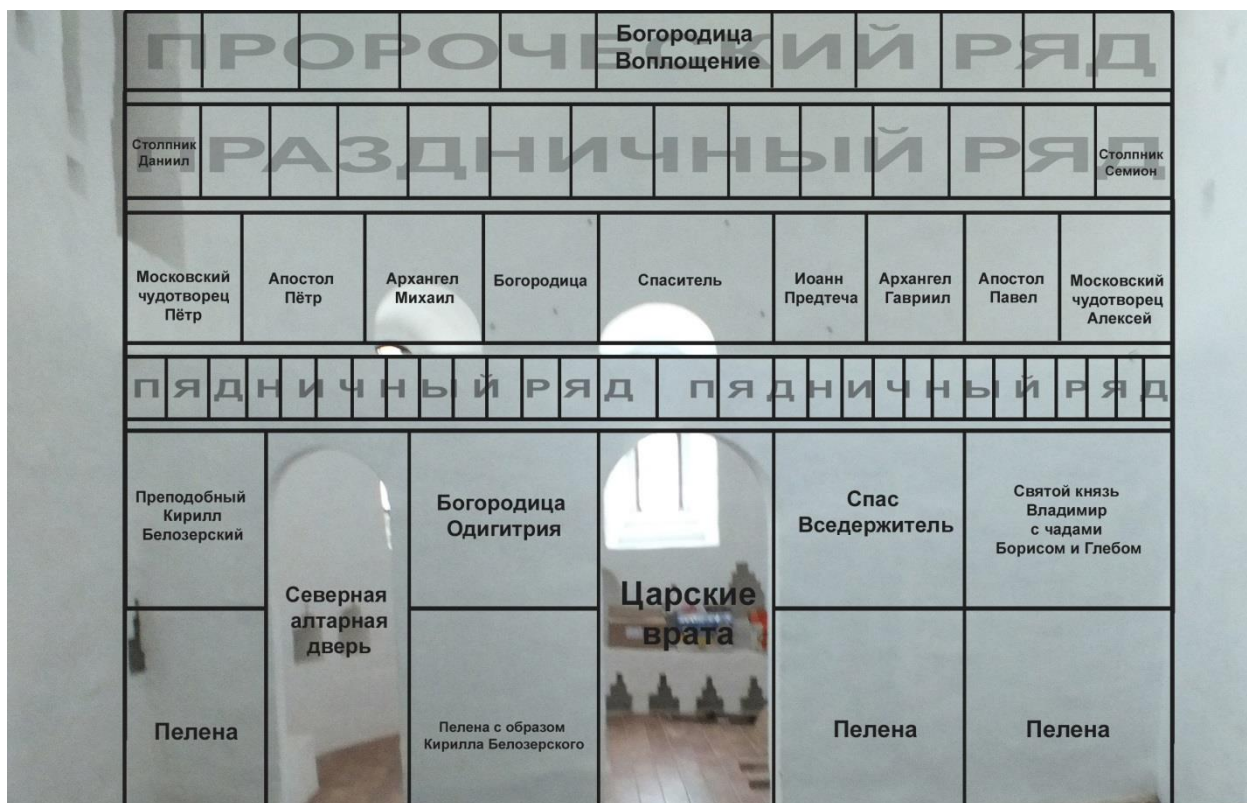 ПРОРОЧЕСКИЙ РЯД
Богородица
Воплощение
ПРАЗДНИЧНЫЙ РЯД
Столпник
Даниил
Столпник
Семион
Московский
чудотворец
Пётр
Апостол
Пётр
Архангел
Михаил
Богородица
Спаситель
Иоанн
Предтеча
Архангел
Гавриил
Апостол
Павел
Московский
чудотворец
Алексей
ПЯДНИЧНЫЙ РЯД ПЯДНИЧНЫЙ РЯД
Преподобный
Кирилл
Белозерский
Северная
алтарная
дверь
Богородица
Одигитрия
Царские
врата
Спас
Вседержитель
Святой князь
Владимир
с чадами
Борисом и Глебом
Пелена
Пелена с образом
Кирилла Белозерского
Пелена
Пелена